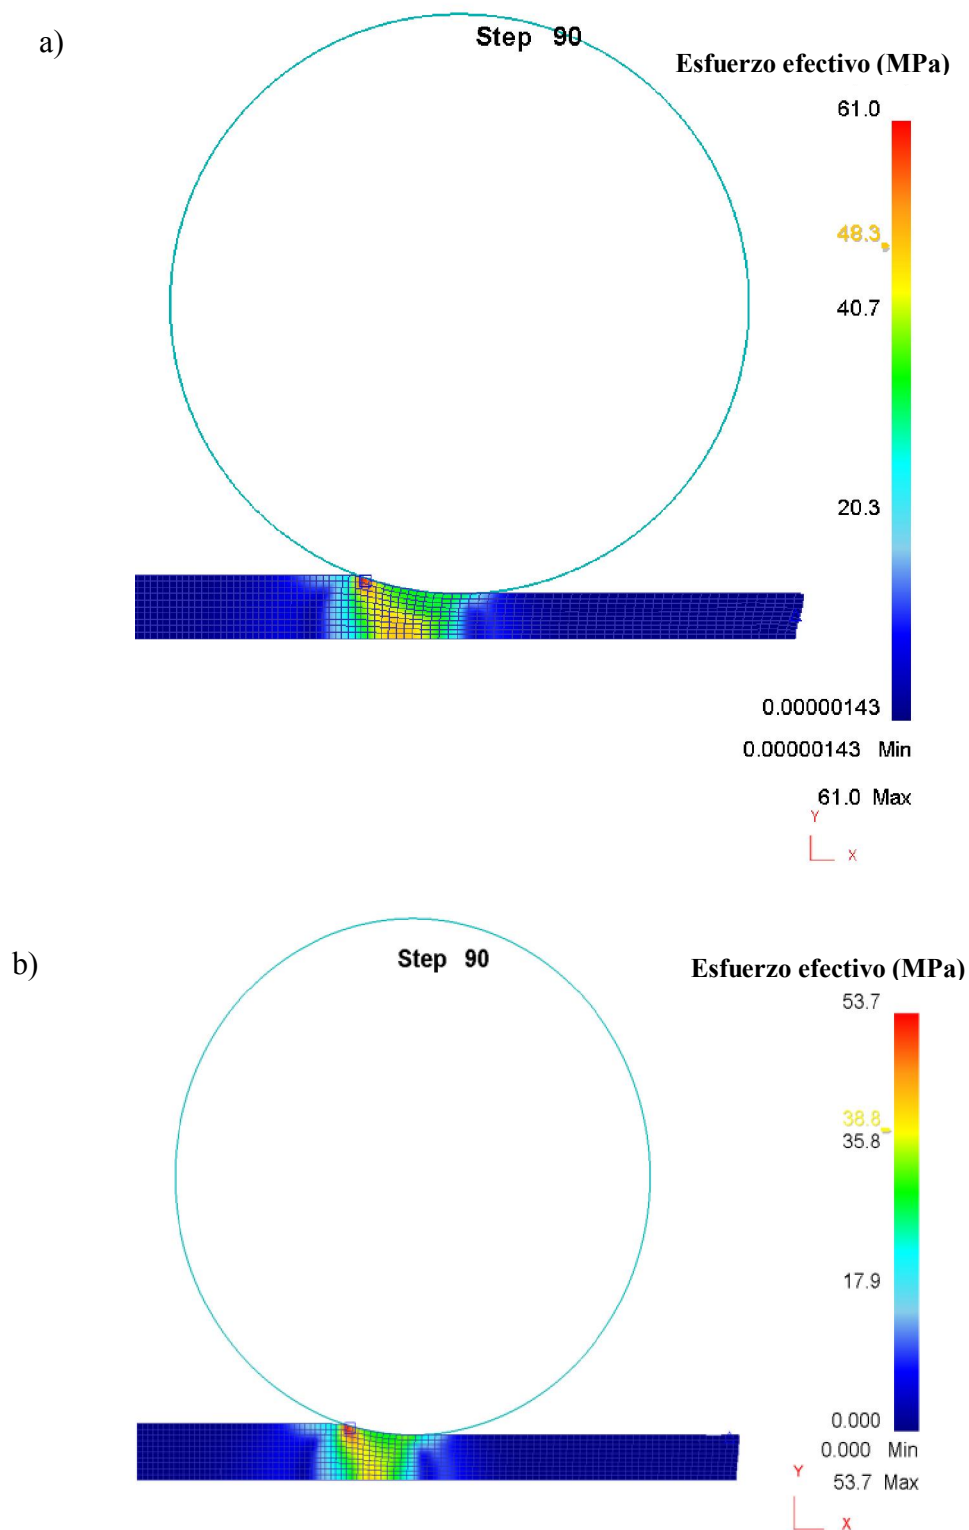 a)
Step 90
Esfuerzo efectivo (MPa)
61.0
48.3
40.7
20.3
0.00000143
0.00000143 Min
61.0 Max
Y
X
b)
Step 90
Esfuerzo efectivo (MPa)
53.7
38.8
35.8
17.9
0.000
0.000 Min
53.7 Max
Y
X